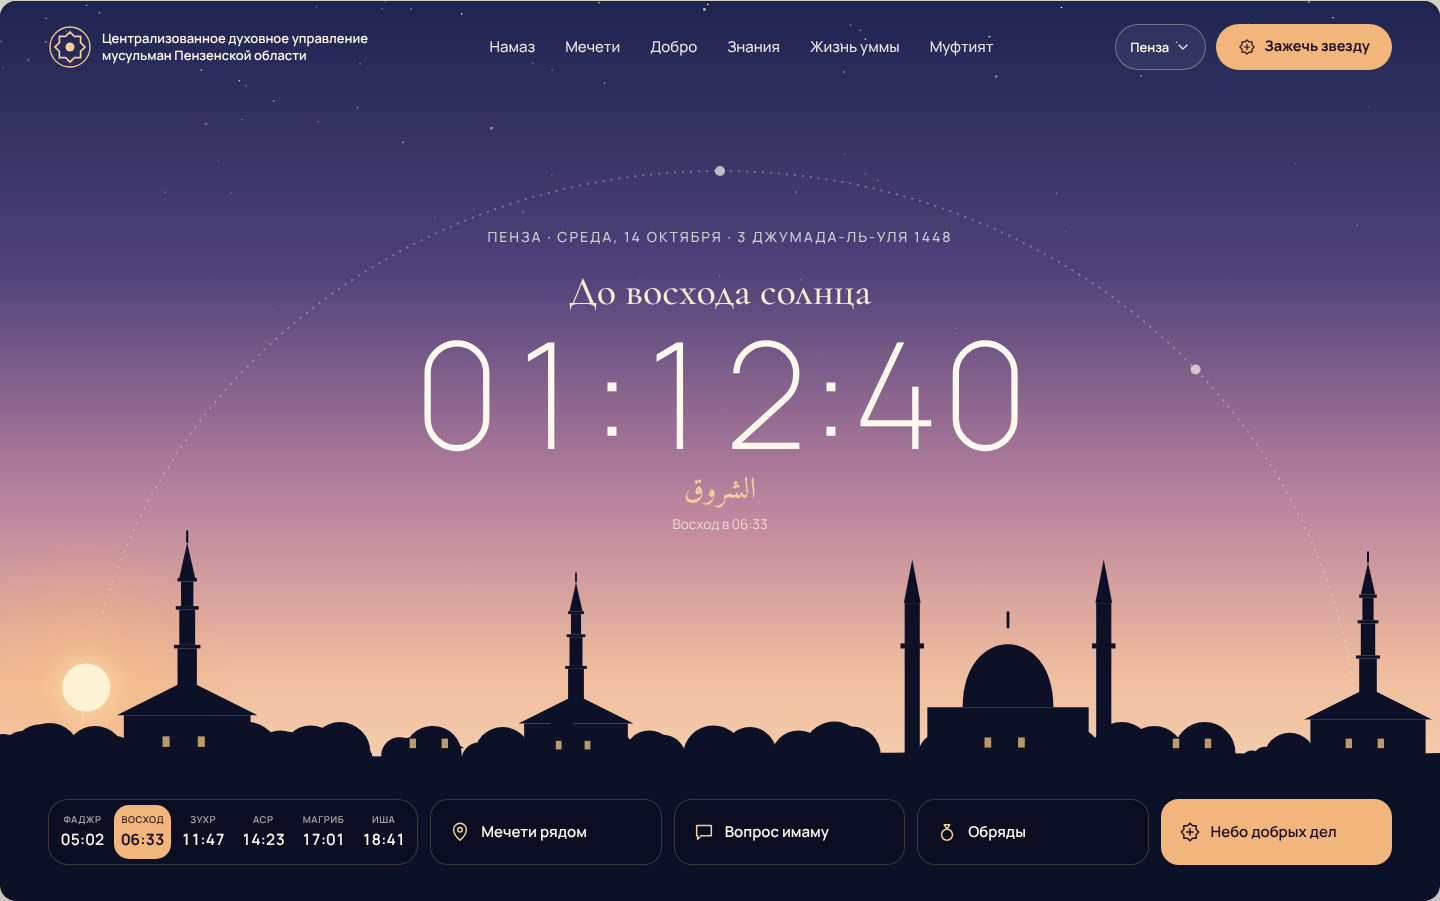 Централизованное духовное управление
мусульман Пензенской области
Намаз
Мечети
Добро
Знания
Жизнь уммы
Муфтият
Пенза
Зажечь звезду
ПЕНЗА · СРЕДА, 14 ОКТЯБРЯ · 3 ДЖУМАДА-ЛЬ-УЛЯ 1448
До восхода солнца
01:12:40
الشروق
Восход в 06:33
ФАДЖР
05:02
ВОСХОД
06:33
ЗУХР
11:47
АСР
14:23
МАГРИБ
17:01
ИША
18:41
Мечети рядом
Вопрос имаму
Обряды
Небо добрых дел